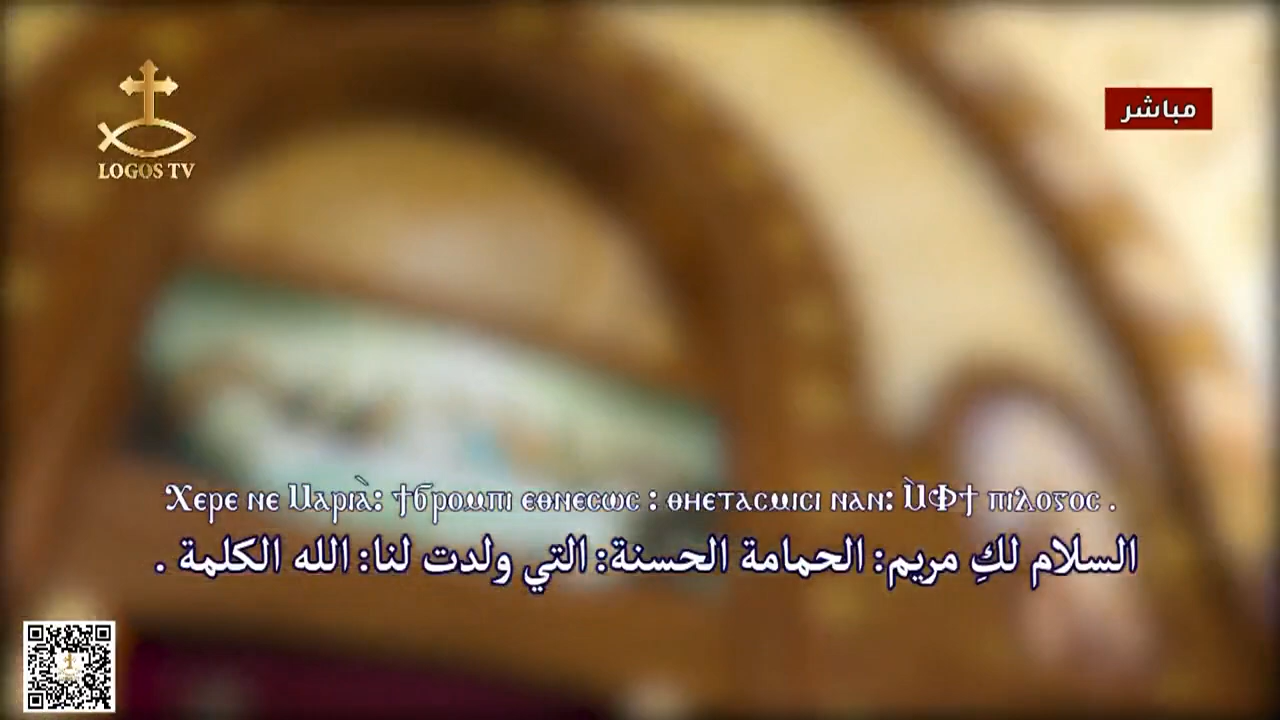 LOGOS TV
مباشر
Ⲭⲉⲣⲉ ⲛⲉ Ⲙⲁⲣⲓⲁ̀: ϯϭⲣⲟⲙⲡⲓ ⲉⲑⲛⲉⲥⲱⲥ : ⲑⲏⲉⲧⲁⲥⲙⲓⲥⲓ ⲛⲁⲛ: Ⲙ̀Ⲫϯ ⲡⲓⲗⲟⲅⲟⲥ .
السلام لكِ مريم: الحمامة الحسنة: التي ولدت لنا: الله الكلمة .